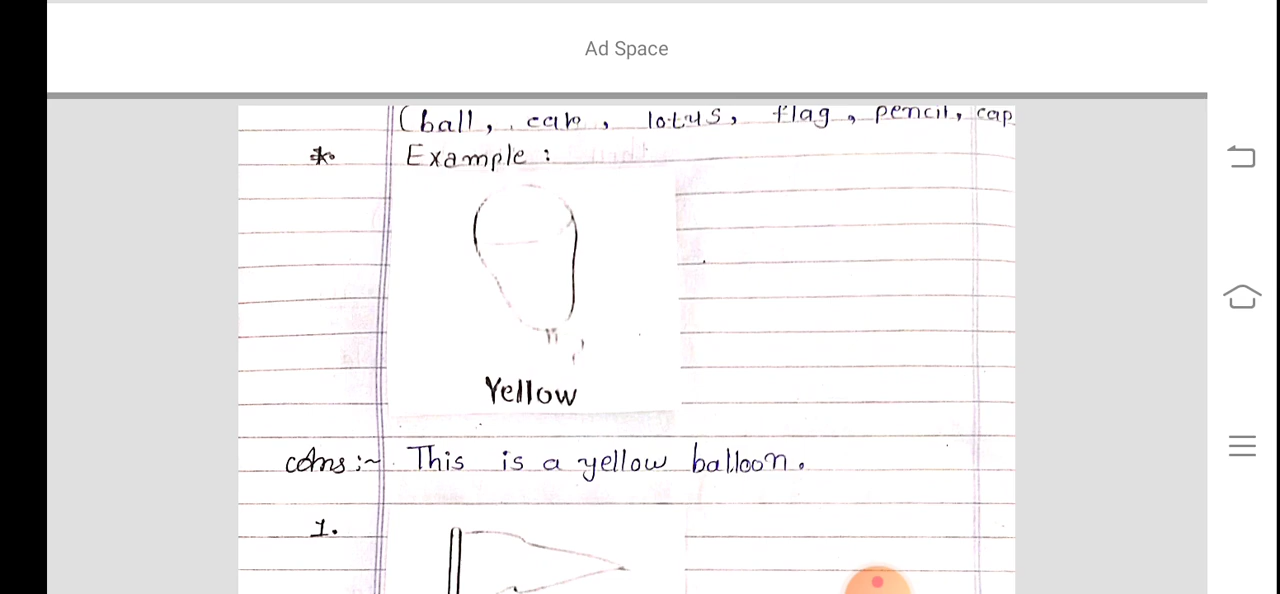 Ad Space
(ball, car, lotus, flag, pencil, cap
*. Example :
Yellow
Ans :~ This is a yellow balloon.
1.